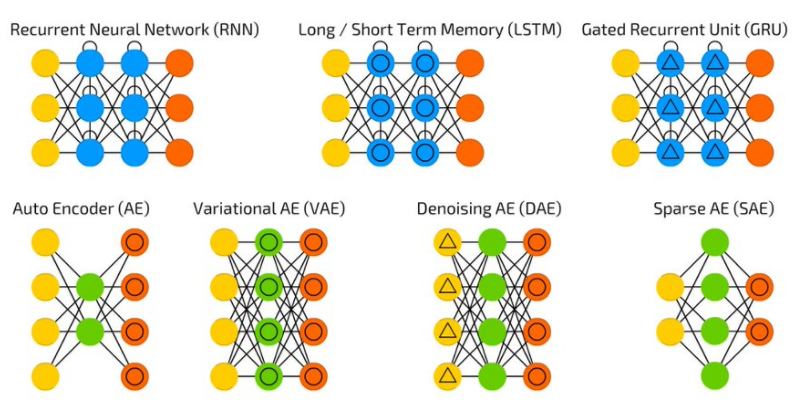 Recurrent Neural Network (RNN)
Long / Short Term Memory (LSTM)
Gated Recurrent Unit (GRU)
Auto Encoder (AE)
Variational AE (VAE)
Denoising AE (DAE)
Sparse AE (SAE)